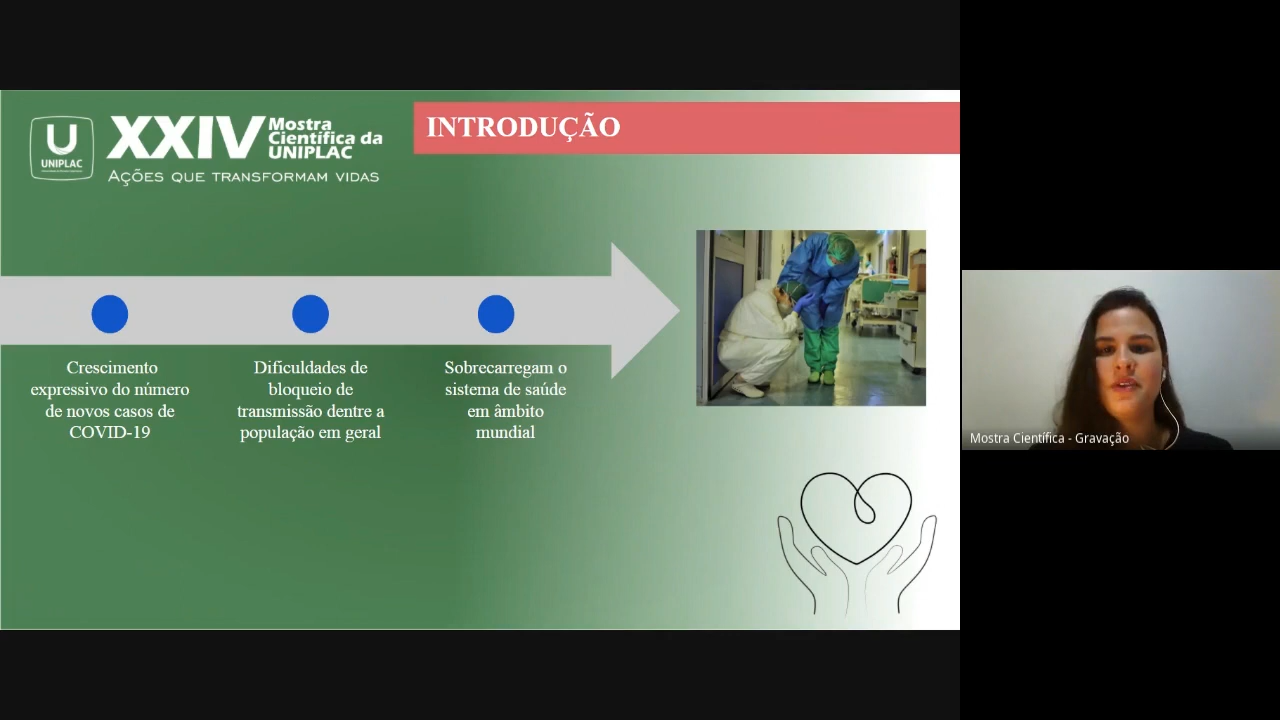 U
UNIPLAC
XXIV
Mostra
Científica da
UNIPLAC
AÇÕES QUE TRANSFORMAM VIDAS
INTRODUÇÃO
Crescimento
expressivo do número
de novos casos de
COVID-19
Dificuldades de
bloqueio de
transmissão dentre a
população em geral
Sobrecarregam o
sistema de saúde
em âmbito
mundial
Mostra Científica - Gravação